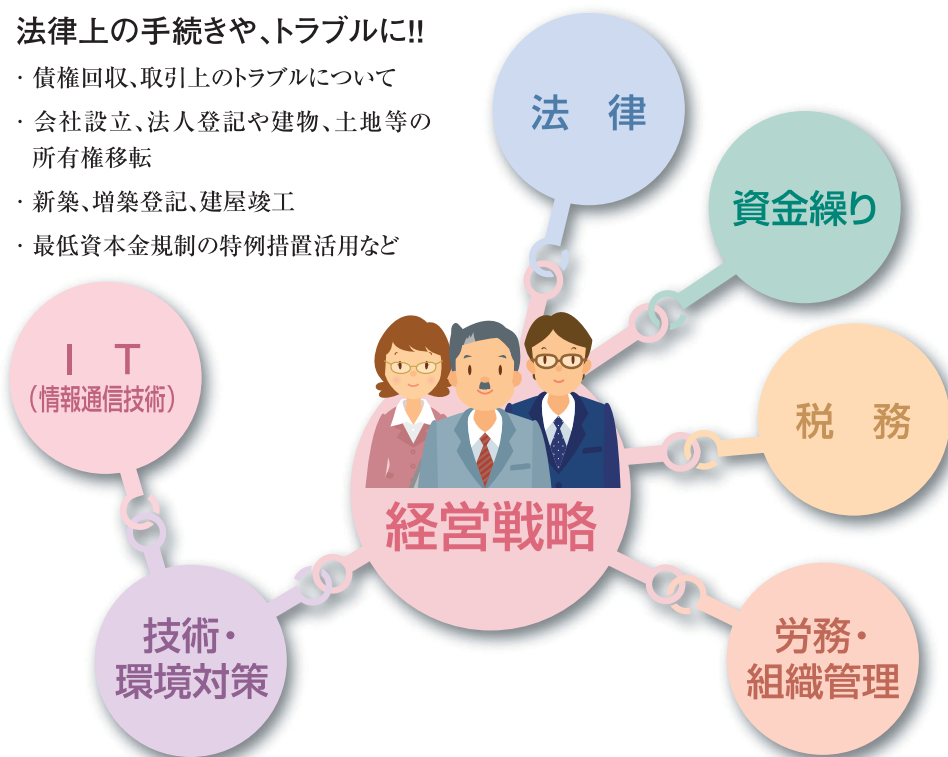 法律上の手続きや、トラブルに!!
・債権回収、取引上のトラブルについて
・会社設立、法人登記や建物、土地等の
所有権移転
・新築、増築登記、建屋竣工
・最低資本金規制の特例措置活用など
法 律
資金繰り
IT
(情報通信技術)
税 務
経営戦略
技術・
環境対策
労務・
組織管理